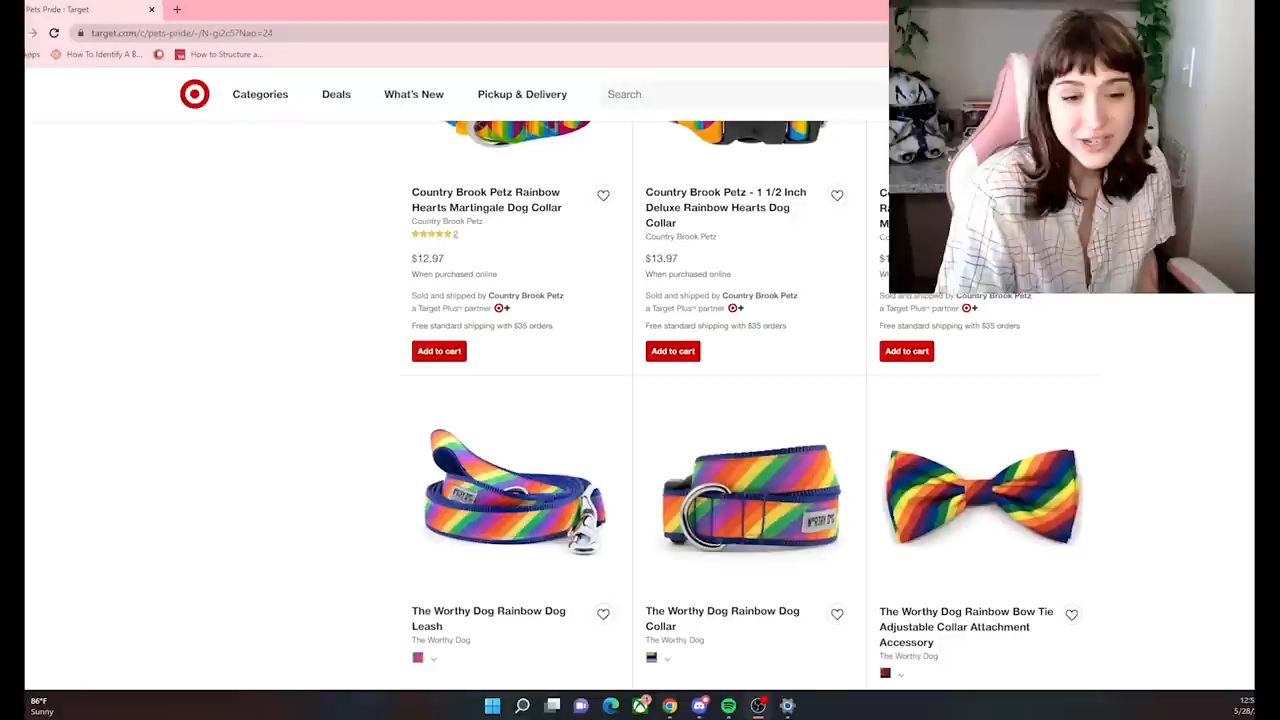 Pets Pride : Target
target.com/c/pets-pride/-/N-gi2c5?Nao=24
How To Identify A B...
How to Structure a...
Categories
Deals
What's New
Pickup & Delivery
Search
Country Brook Petz Rainbow
Hearts Martingale Dog Collar
Country Brook Petz
2
$12.97
When purchased online
Sold and shipped by Country Brook Petz
a Target Plus™ partner
Free standard shipping with $35 orders
Add to cart
Country Brook Petz - 1 1/2 Inch
Deluxe Rainbow Hearts Dog
Collar
Country Brook Petz
$13.97
When purchased online
Sold and shipped by Country Brook Petz
a Target Plus™ partner
Free standard shipping with $35 orders
Add to cart
Sold and shipped by Country Brook Petz
a Target Plus™ partner
Free standard shipping with $35 orders
Add to cart
WORTHY DOG
The Worthy Dog Rainbow Dog
Leash
The Worthy Dog
The Worthy Dog Rainbow Dog
Collar
The Worthy Dog
The Worthy Dog Rainbow Bow Tie
Adjustable Collar Attachment
Accessory
The Worthy Dog
86°F
Sunny